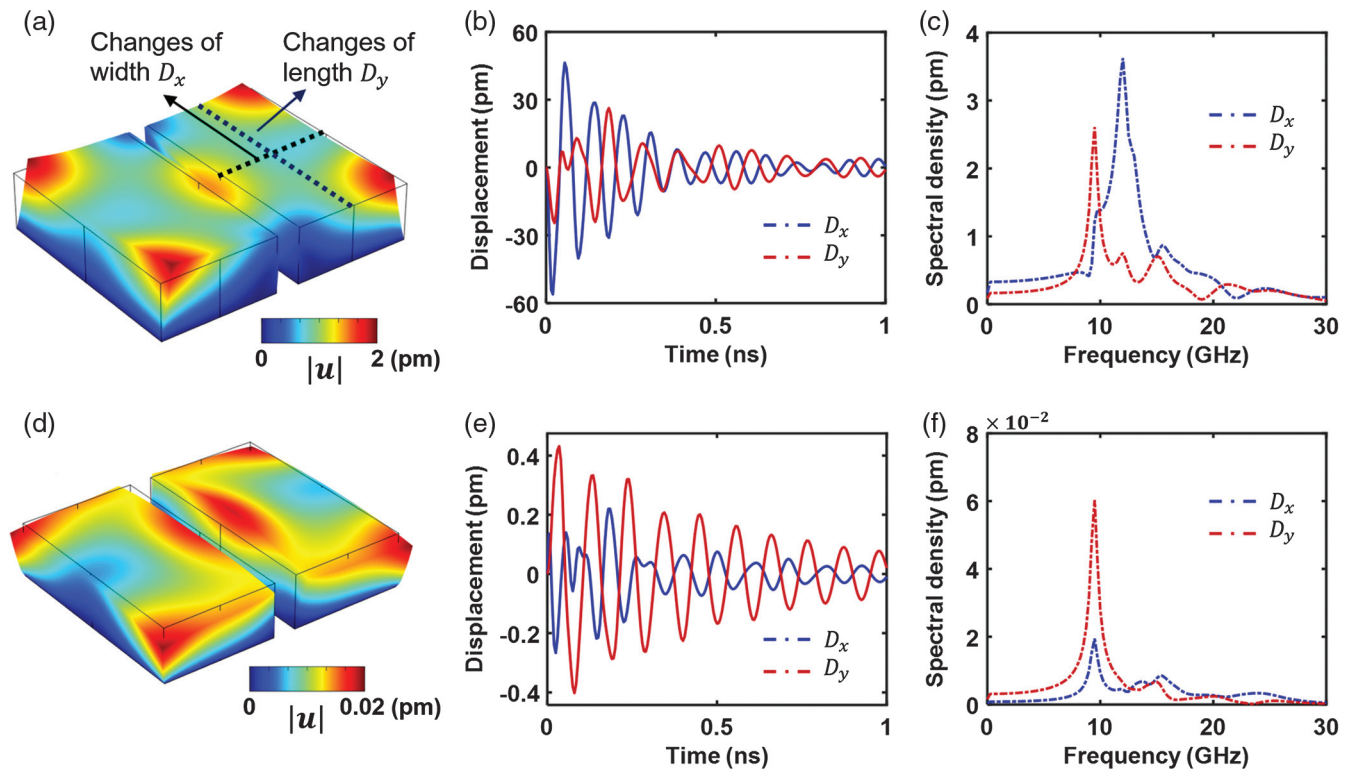 (a)
Changes of
width Dx
Changes of
length Dy
0 2 (pm)
|u|
(b)
Displacement (pm)
60
30
0
-30
-60
Dx
Dy
0 0.5 1
Time (ns)
(c)
Spectral density (pm)
4
3
2
1
0
Dx
Dy
0 10 20 30
Frequency (GHz)
(d)
0 0.02 (pm)
|u|
(e)
Displacement (pm)
0.4
0.2
0
-0.2
-0.4
Dx
Dy
0 0.5 1
Time (ns)
(f)
× 10⁻²
Spectral density (pm)
8
6
4
2
0
Dx
Dy
0 10 20 30
Frequency (GHz)